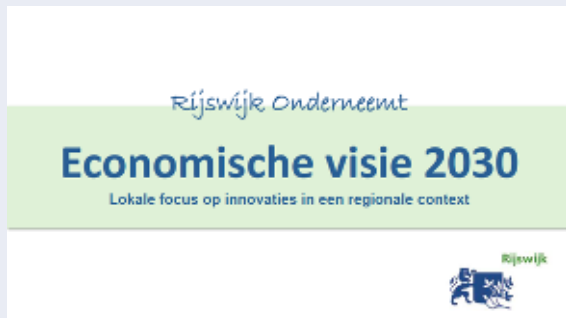 Rijswijk Onderneemt
Economische visie 2030
Lokale focus op innovaties in een regionale context
Rijswijk